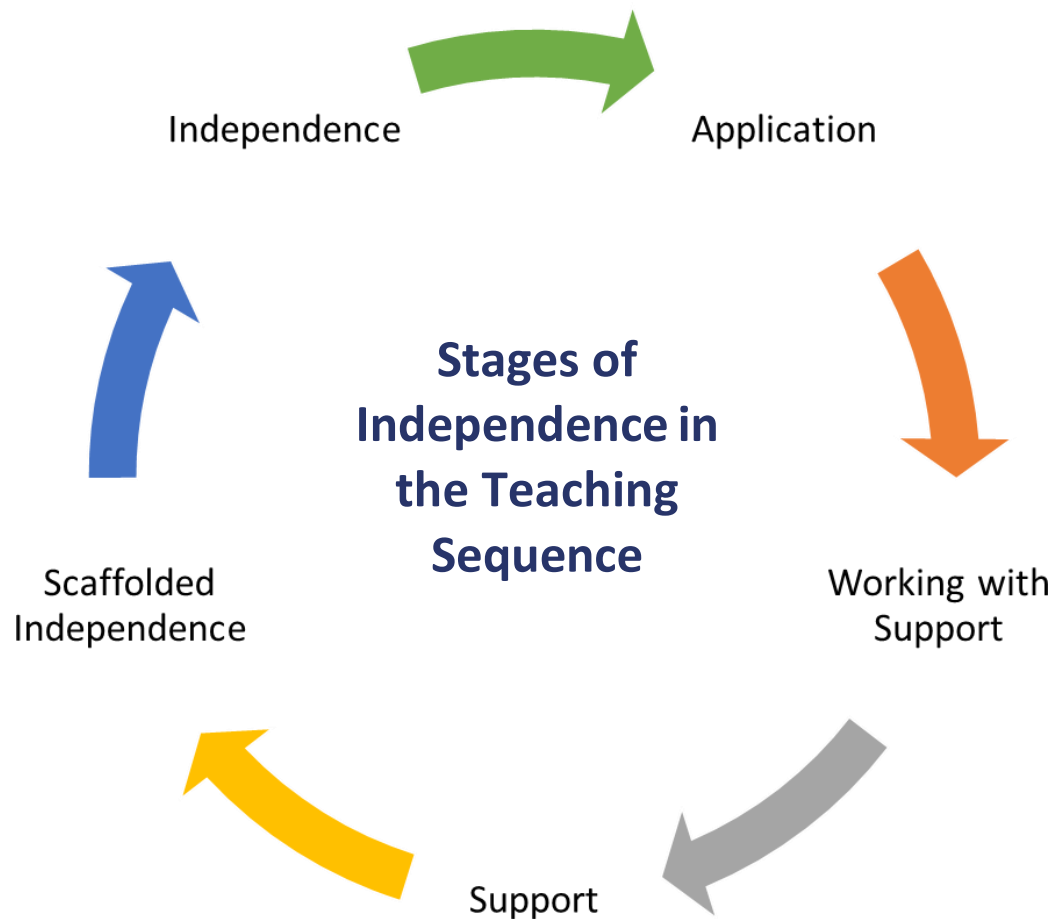 Independence
Application
Stages of
Independence in
the Teaching
Sequence
Scaffolded
Independence
Working with
Support
Support